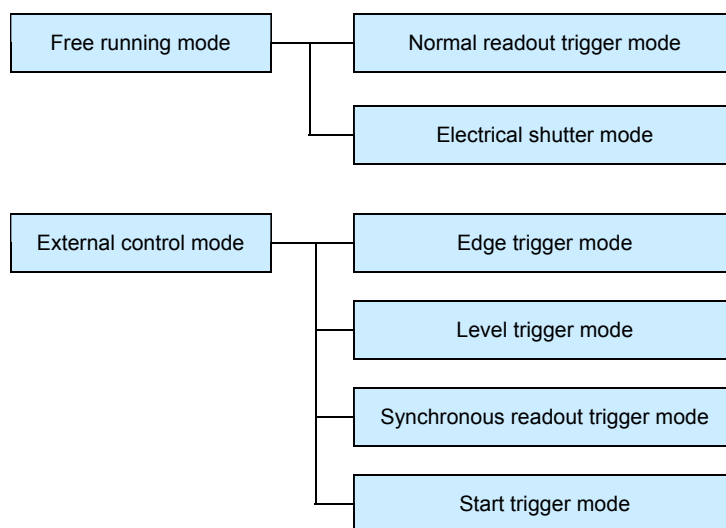 Free running mode
Normal readout trigger mode
Electrical shutter mode
External control mode
Edge trigger mode
Level trigger mode
Synchronous readout trigger mode
Start trigger mode